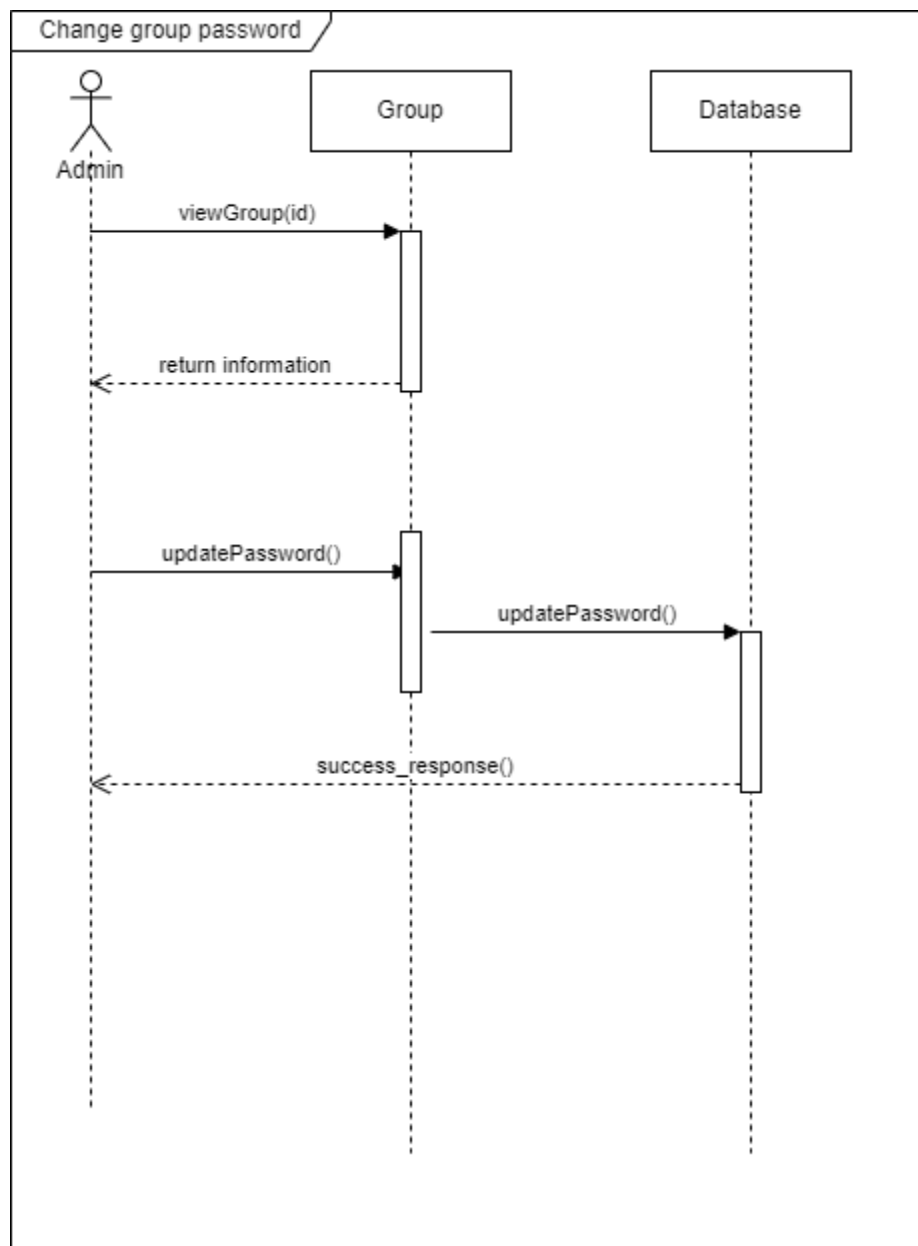 Change group password
Group
Database
Admin
viewGroup(id)
return information
updatePassword()
updatePassword()
success_response()